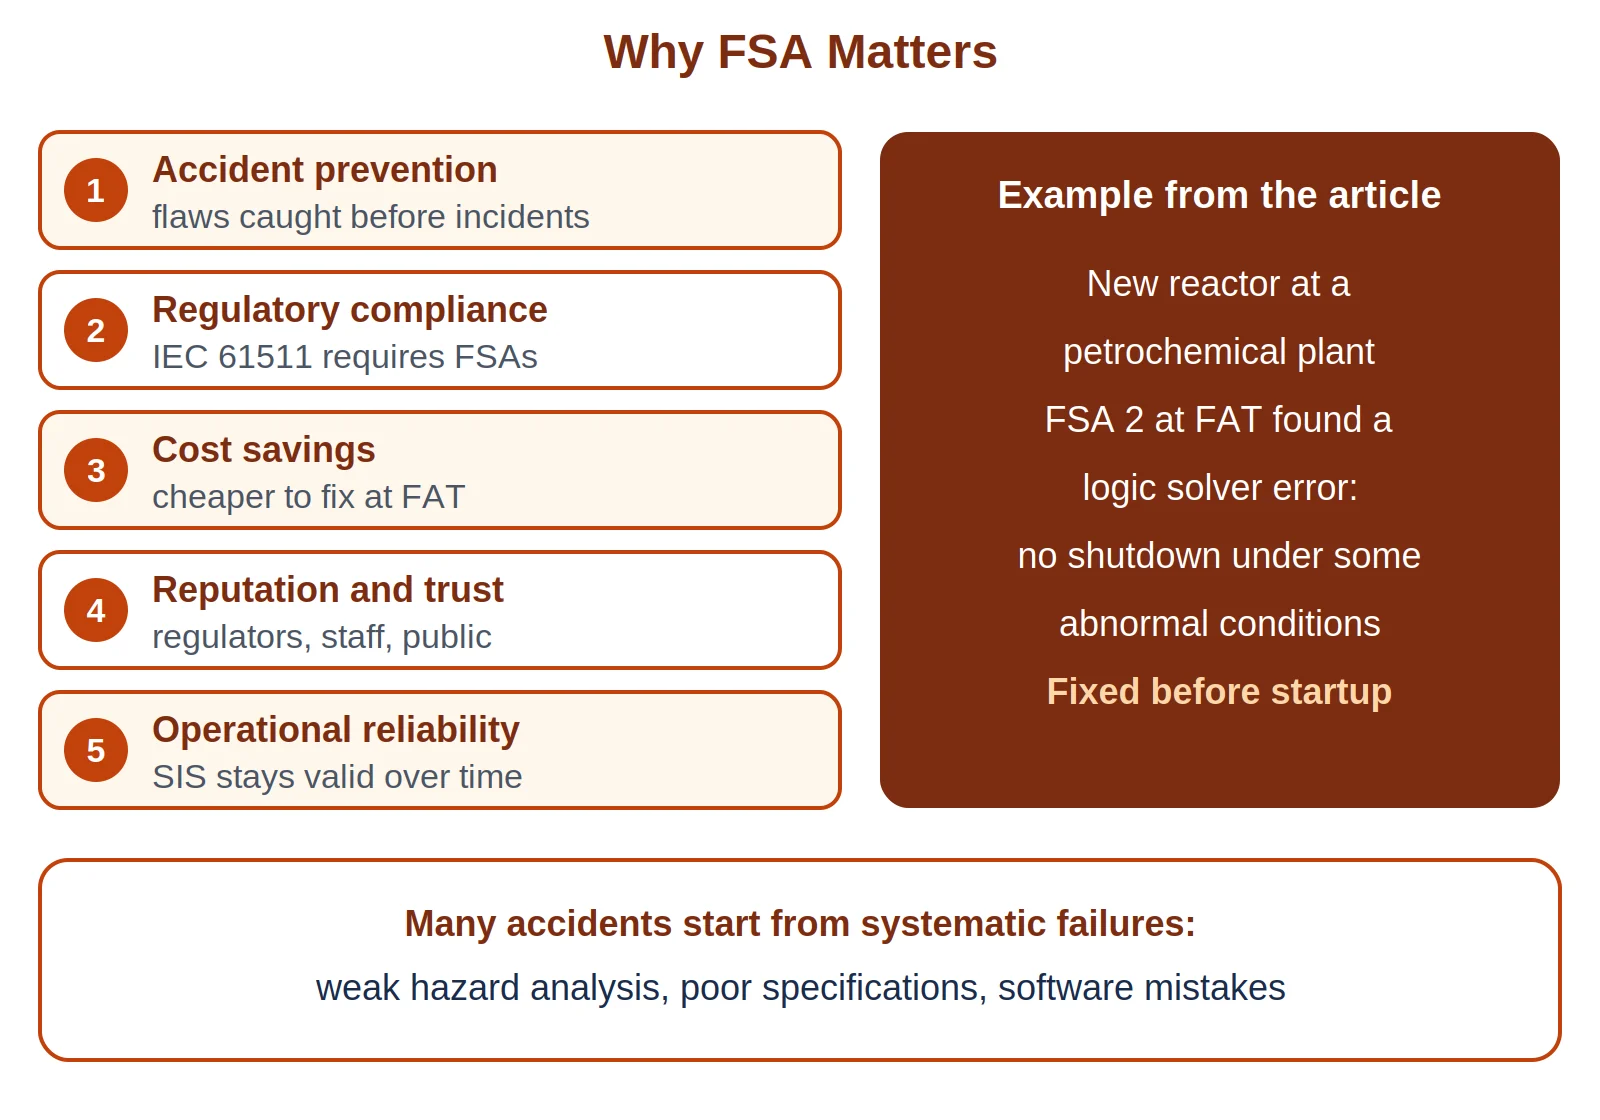 Why FSA Matters
1
Accident prevention
flaws caught before incidents
2
Regulatory compliance
IEC 61511 requires FSAs
3
Cost savings
cheaper to fix at FAT
4
Reputation and trust
regulators, staff, public
5
Operational reliability
SIS stays valid over time
Example from the article
New reactor at a
petrochemical plant
FSA 2 at FAT found a
logic solver error:
no shutdown under some
abnormal conditions
Fixed before startup
Many accidents start from systematic failures:
weak hazard analysis, poor specifications, software mistakes